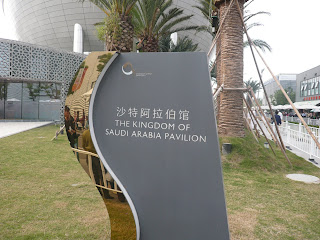 沙特阿拉伯馆
THE KINGDOM OF
SAUDI ARABIA PAVILION